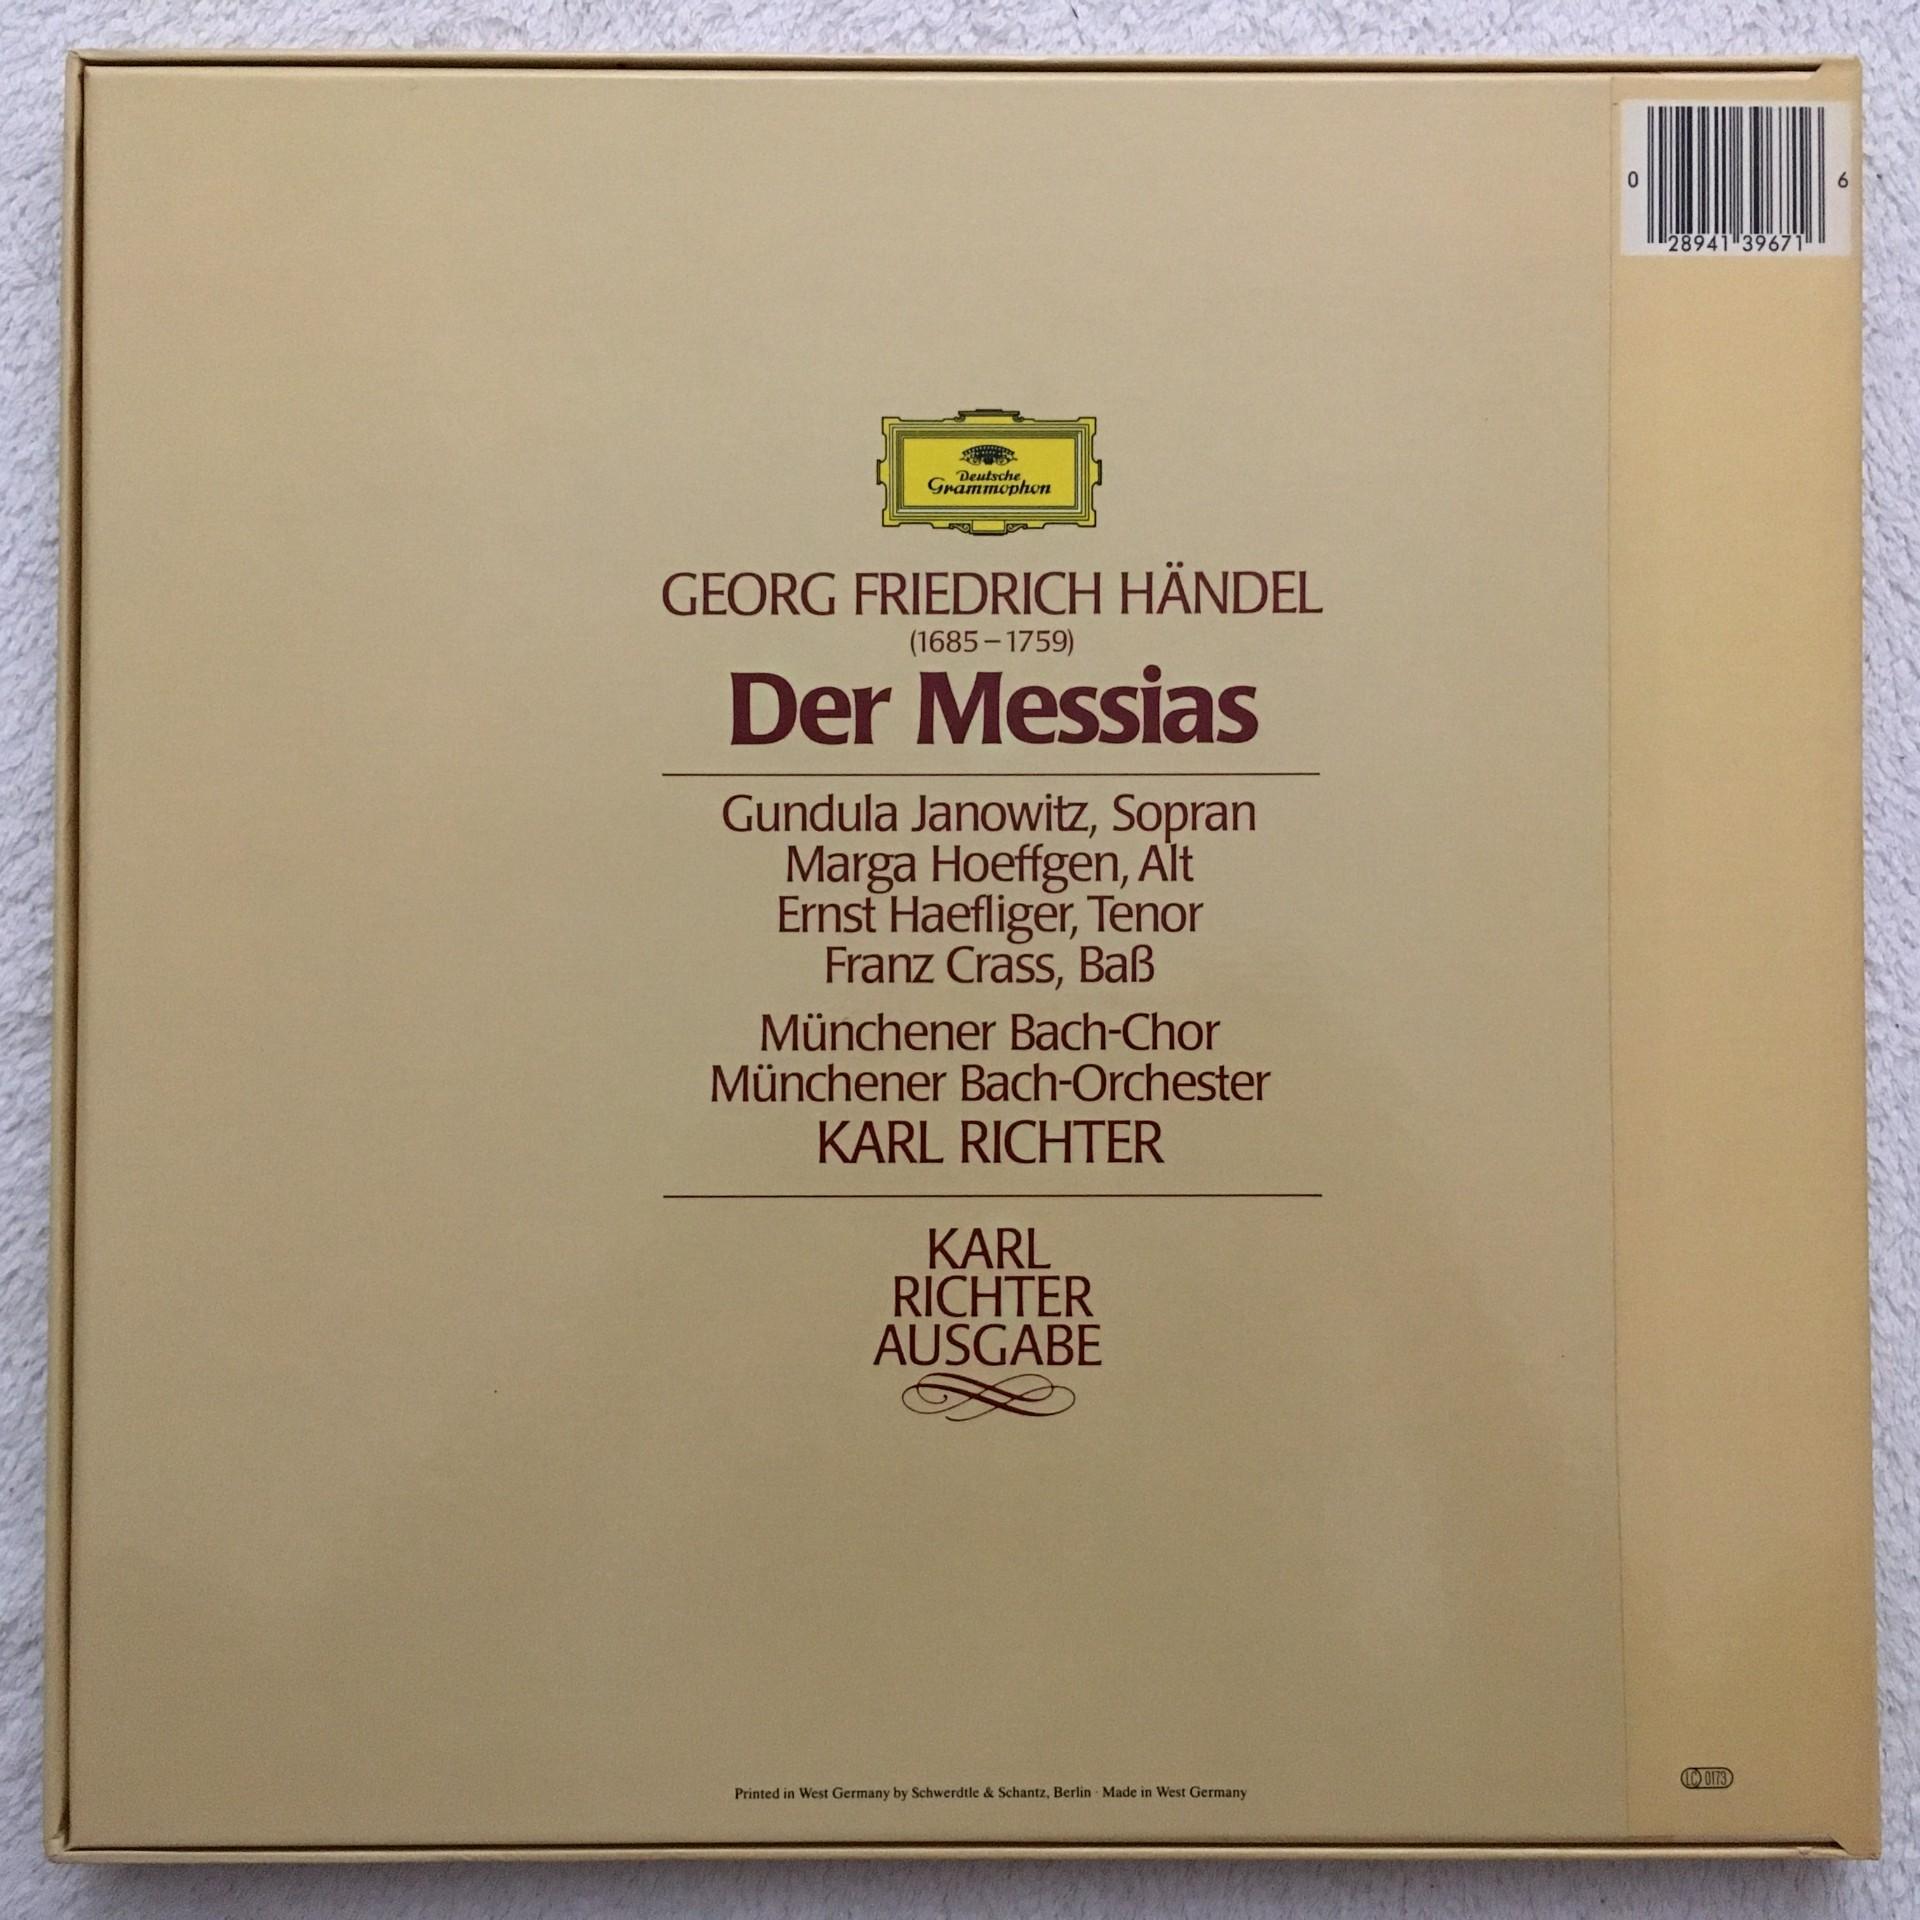 0 6
28941 39671
Deutsche
Grammophon
GEORG FRIEDRICH HÄNDEL
(1685–1759)
Der Messias
Gundula Janowitz, Sopran
Marga Hoeffgen, Alt
Ernst Haefliger, Tenor
Franz Crass, Baß
Münchener Bach-Chor
Münchener Bach-Orchester
KARL RICHTER
KARL
RICHTER
AUSGABE
Printed in West Germany by Schwerdtle & Schantz, Berlin · Made in West Germany
LC 0173